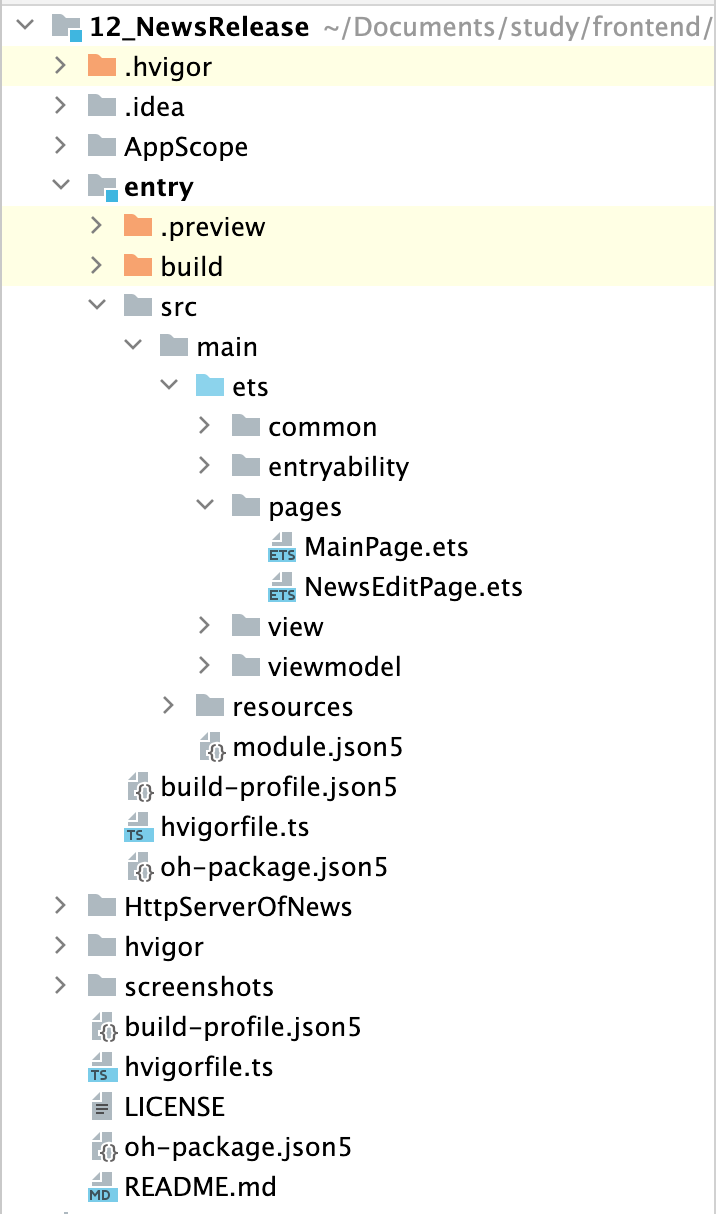 12_NewsRelease ~/Documents/study/frontend/
.hvigor
.idea
AppScope
entry
.preview
build
src
main
ets
common
entryability
pages
ETS MainPage.ets
ETS NewsEditPage.ets
view
viewmodel
resources
module.json5
build-profile.json5
TS hvigorfile.ts
oh-package.json5
HttpServerOfNews
hvigor
screenshots
build-profile.json5
TS hvigorfile.ts
LICENSE
oh-package.json5
MD README.md